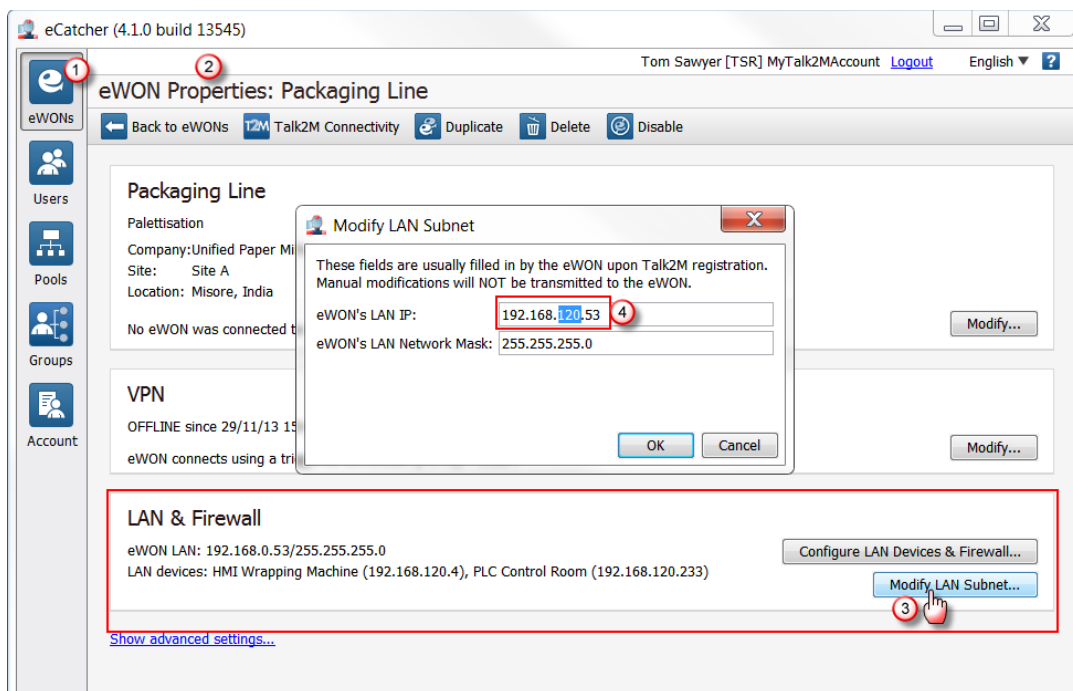 eCatcher (4.1.0 build 13545)
Tom Sawyer [TSR] MyTalk2MAccount Logout English ▼ ?
1
2
eWONs
eWON Properties: Packaging Line
Back to eWONs T2M Talk2M Connectivity Duplicate Delete Disable
Users
Pools
Groups
Account
Packaging Line
Palettisation
Company:Unified Paper Mi
Site: Site A
Location: Misore, India
No eWON was connected t
Modify...
Modify LAN Subnet
These fields are usually filled in by the eWON upon Talk2M registration.
Manual modifications will NOT be transmitted to the eWON.
eWON's LAN IP: 192.168.120.53 4
eWON's LAN Network Mask: 255.255.255.0
OK Cancel
VPN
OFFLINE since 29/11/13 15
eWON connects using a tri
Modify...
LAN & Firewall
eWON LAN: 192.168.0.53/255.255.255.0
LAN devices: HMI Wrapping Machine (192.168.120.4), PLC Control Room (192.168.120.233)
Configure LAN Devices & Firewall...
Modify LAN Subnet...
3
Show advanced settings...